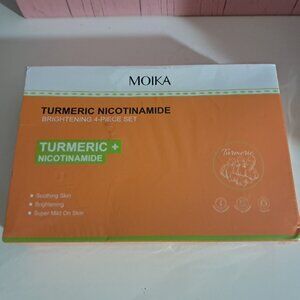 MOIKA
TURMERIC NICOTINAMIDE
BRIGHTENING 4-PIECE SET
TURMERIC +
NICOTINAMIDE
Turmeric
Soothing Skin
Brightening
Super Mild On Skin